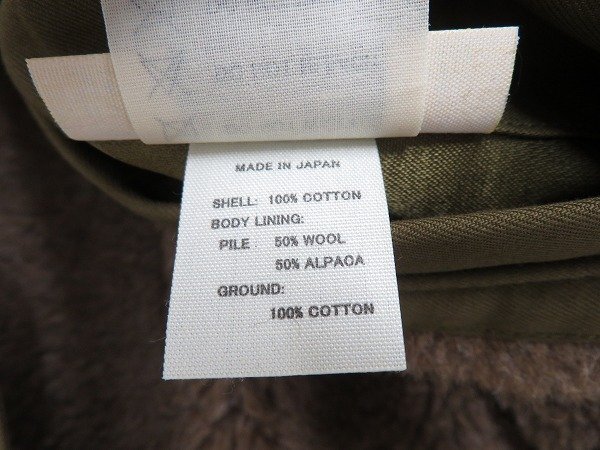 MADE IN JAPAN
SHELL: 100% COTTON
BODY LINING:
PILE : 50% WOOL
50% ALPACA
GROUND:
100% COTTON